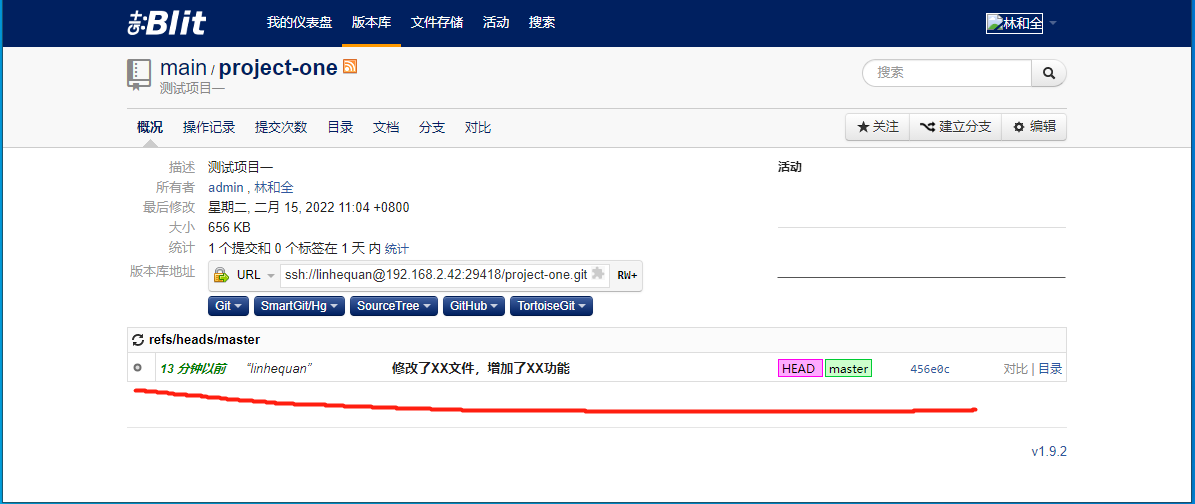 Blit 我的仪表盘 版本库 文件存储 活动 搜索 林和全
main / project-one
测试项目一
搜索
概况 操作记录 提交次数 目录 文档 分支 对比 关注 建立分支 编辑
描述 测试项目一 活动
所有者 admin , 林和全
最后修改 星期二, 二月 15, 2022 11:04 +0800
大小 656 KB
统计 1 个提交和 0 个标签在 1 天 内 统计
版本库地址 URL ssh://linhequan@192.168.2.42:29418/project-one.git RW+
Git SmartGit/Hg SourceTree GitHub TortoiseGit
refs/heads/master
13 分钟以前 “linhequan” 修改了XX文件，增加了XX功能 HEAD master 456e0c 对比 | 目录
v1.9.2